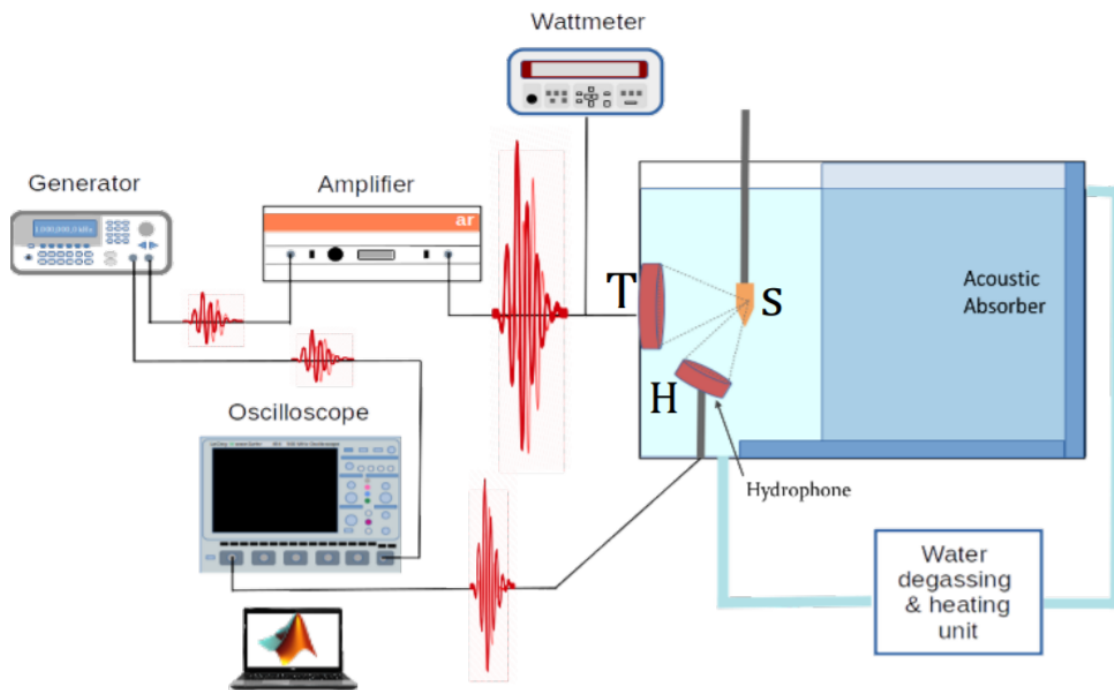 Wattmeter
Generator
Amplifier
ar
T
S
Acoustic
Absorber
H
Oscilloscope
Hydrophone
Water
degassing
& heating
unit